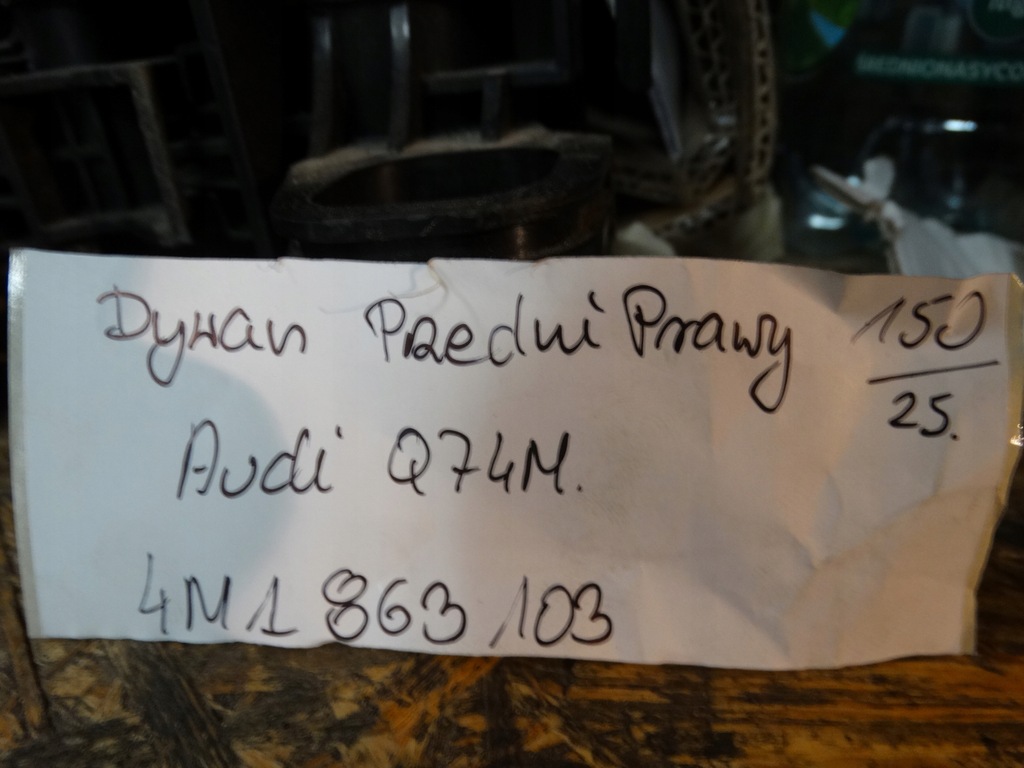 Dywan Przedni Prawy 150
25.
Audi Q74M.
4M1 863 103